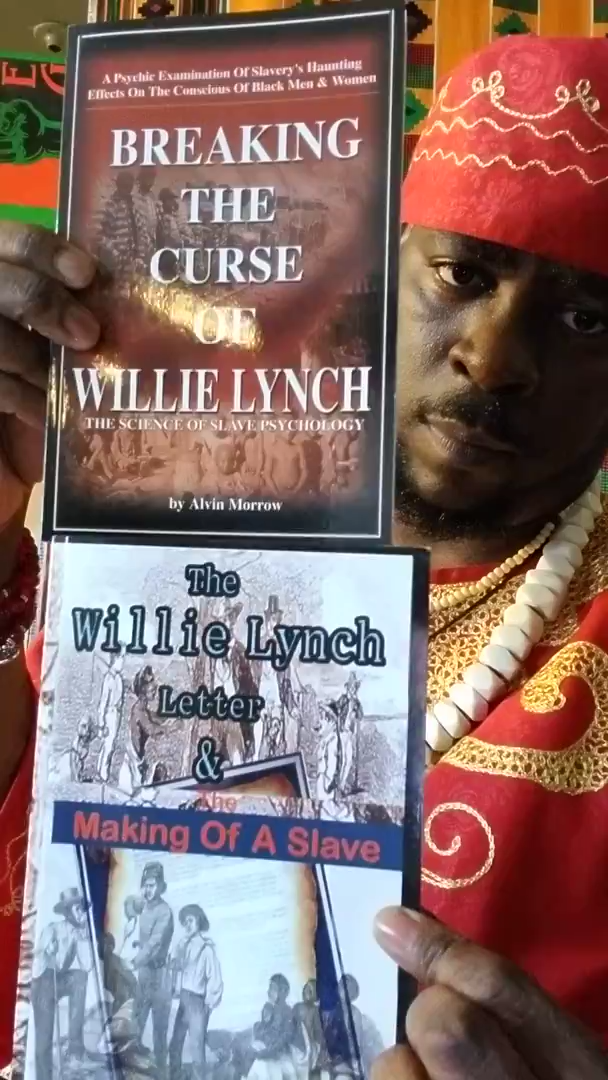 A Psychic Examination Of Slavery's Haunting
Effects On The Conscious Of Black Men & Women
BREAKING
THE
CURSE
OF
WILLIE LYNCH
THE SCIENCE OF SLAVE PSYCHOLOGY
by Alvin Morrow
The
Willie Lynch
Letter
&
The
Making Of A Slave